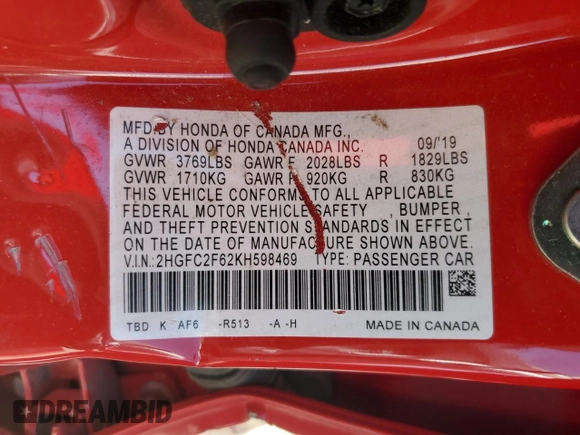 MFD.BY HONDA OF CANADA MFG.,
A DIVISION OF HONDA CANADA INC. 09/'19
GVWR 3769LBS GAWR F 2028LBS R 1829LBS
GVWR 1710KG GAWR F 920KG R 830KG
THIS VEHICLE CONFORMS TO ALL APPLICABLE
FEDERAL MOTOR VEHICLE SAFETY , BUMPER ,
AND THEFT PREVENTION STANDARDS IN EFFECT
ON THE DATE OF MANUFACTURE SHOWN ABOVE.
V.I.N.:2HGFC2F62KH598469 TYPE: PASSENGER CAR
TBD K AF6 -R513 -A -H MADE IN CANADA
DREAMBID